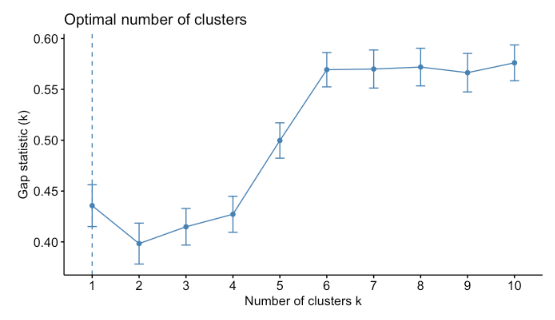 Optimal number of clusters
Gap statistic (k)
0.60
0.55
0.50
0.45
0.40
1 2 3 4 5 6 7 8 9 10
Number of clusters k